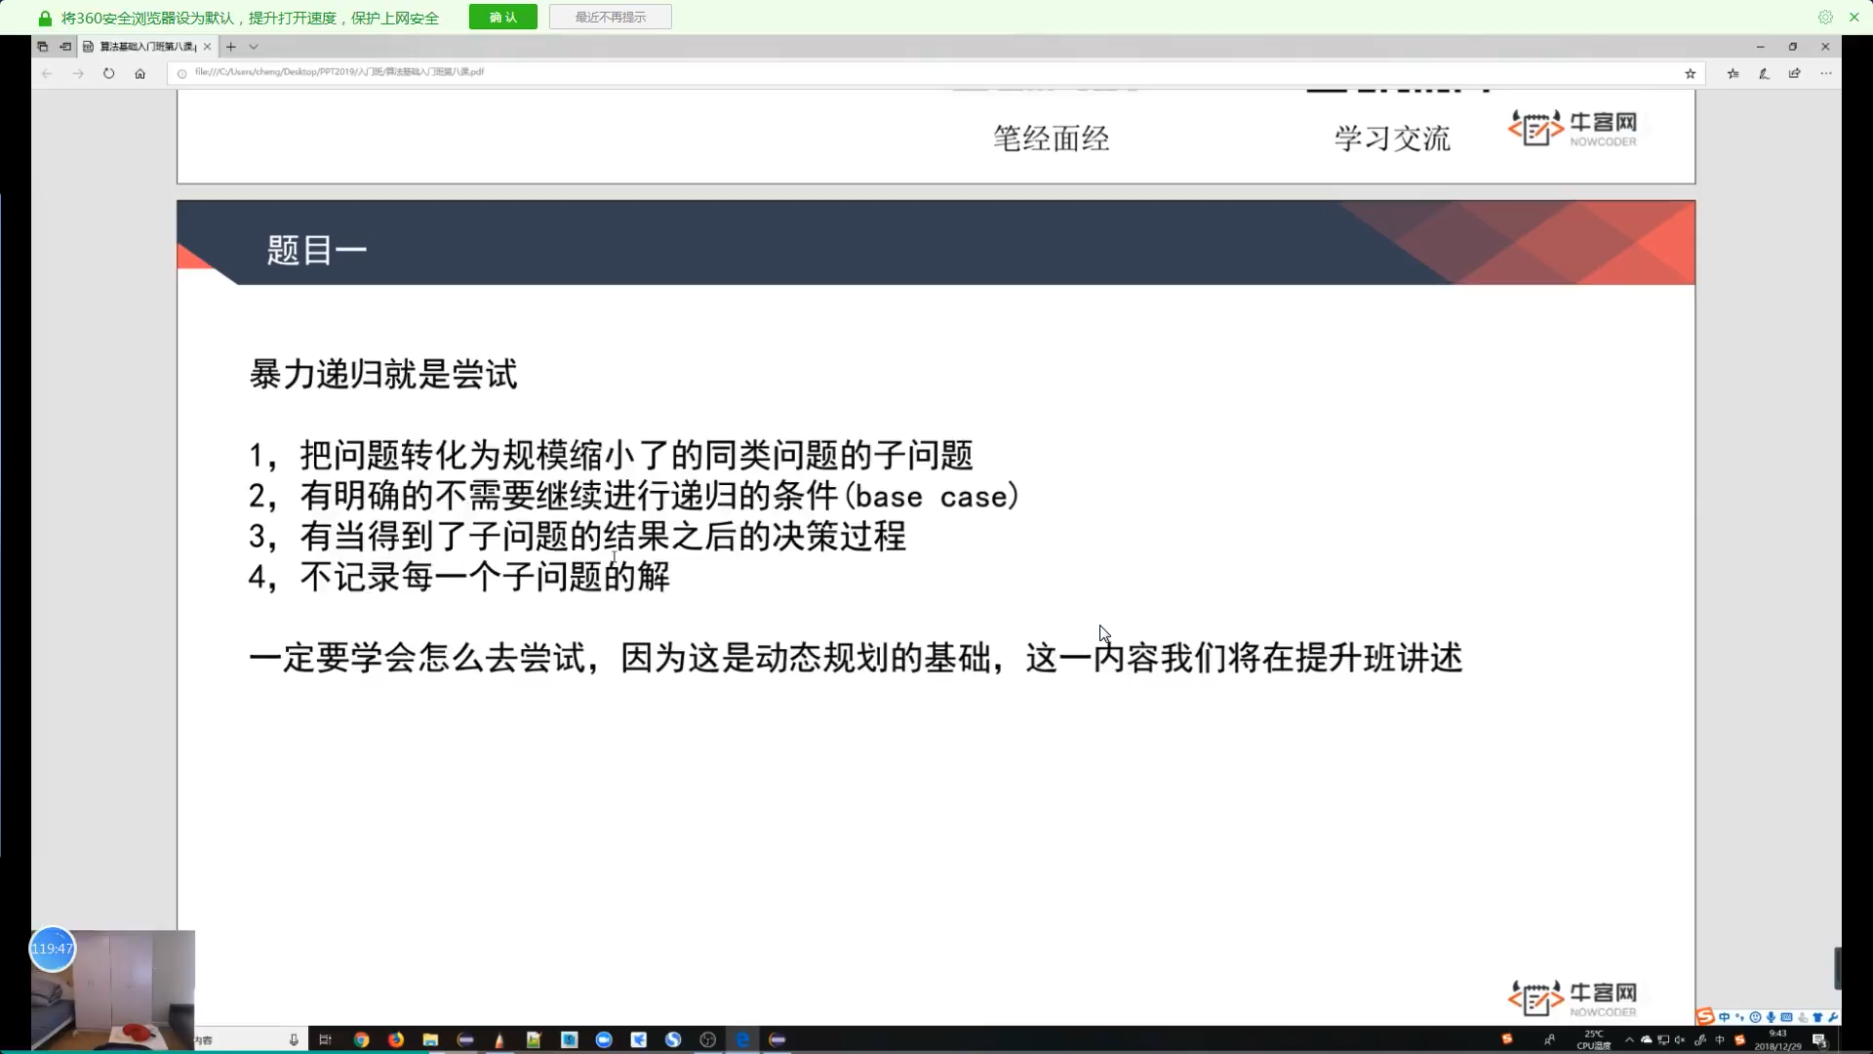 将360安全浏览器设为默认，提升打开速度，保护上网安全
确认
最近不再提示
算法基础入门班第八课.p
file:///C:/Users/cheng/Desktop/PPT2019/入门班/算法基础入门班第八课.pdf
笔经面经
学习交流
牛客网
NOWCODER
题目一
暴力递归就是尝试
1，把问题转化为规模缩小了的同类问题的子问题
2，有明确的不需要继续进行递归的条件(base case)
3，有当得到了子问题的结果之后的决策过程
4，不记录每一个子问题的解
一定要学会怎么去尝试，因为这是动态规划的基础，这一内容我们将在提升班讲述
119:47
牛客网
NOWCODER
中
内容
25℃
CPU温度
中
9:43
2018/12/29